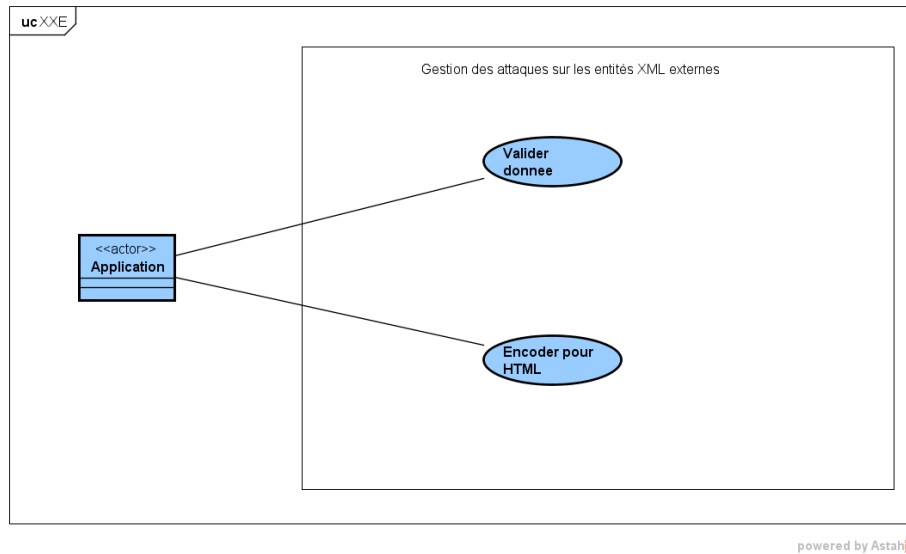 uc XXE
Gestion des attaques sur les entités XML externes
Valider
donnee
<<actor>>
Application
Encoder pour
HTML
powered by Astah